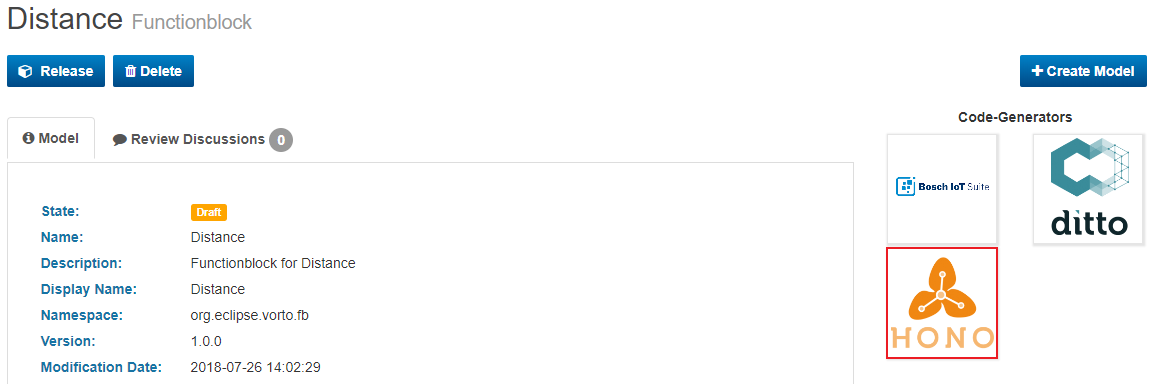 Distance Functionblock
Release Delete Create Model
Model Review Discussions 0
Code-Generators
State: Draft
Name: Distance
Description: Functionblock for Distance
Display Name: Distance
Namespace: org.eclipse.vorto.fb
Version: 1.0.0
Modification Date: 2018-07-26 14:02:29
Bosch IoT Suite
ditto
HONO